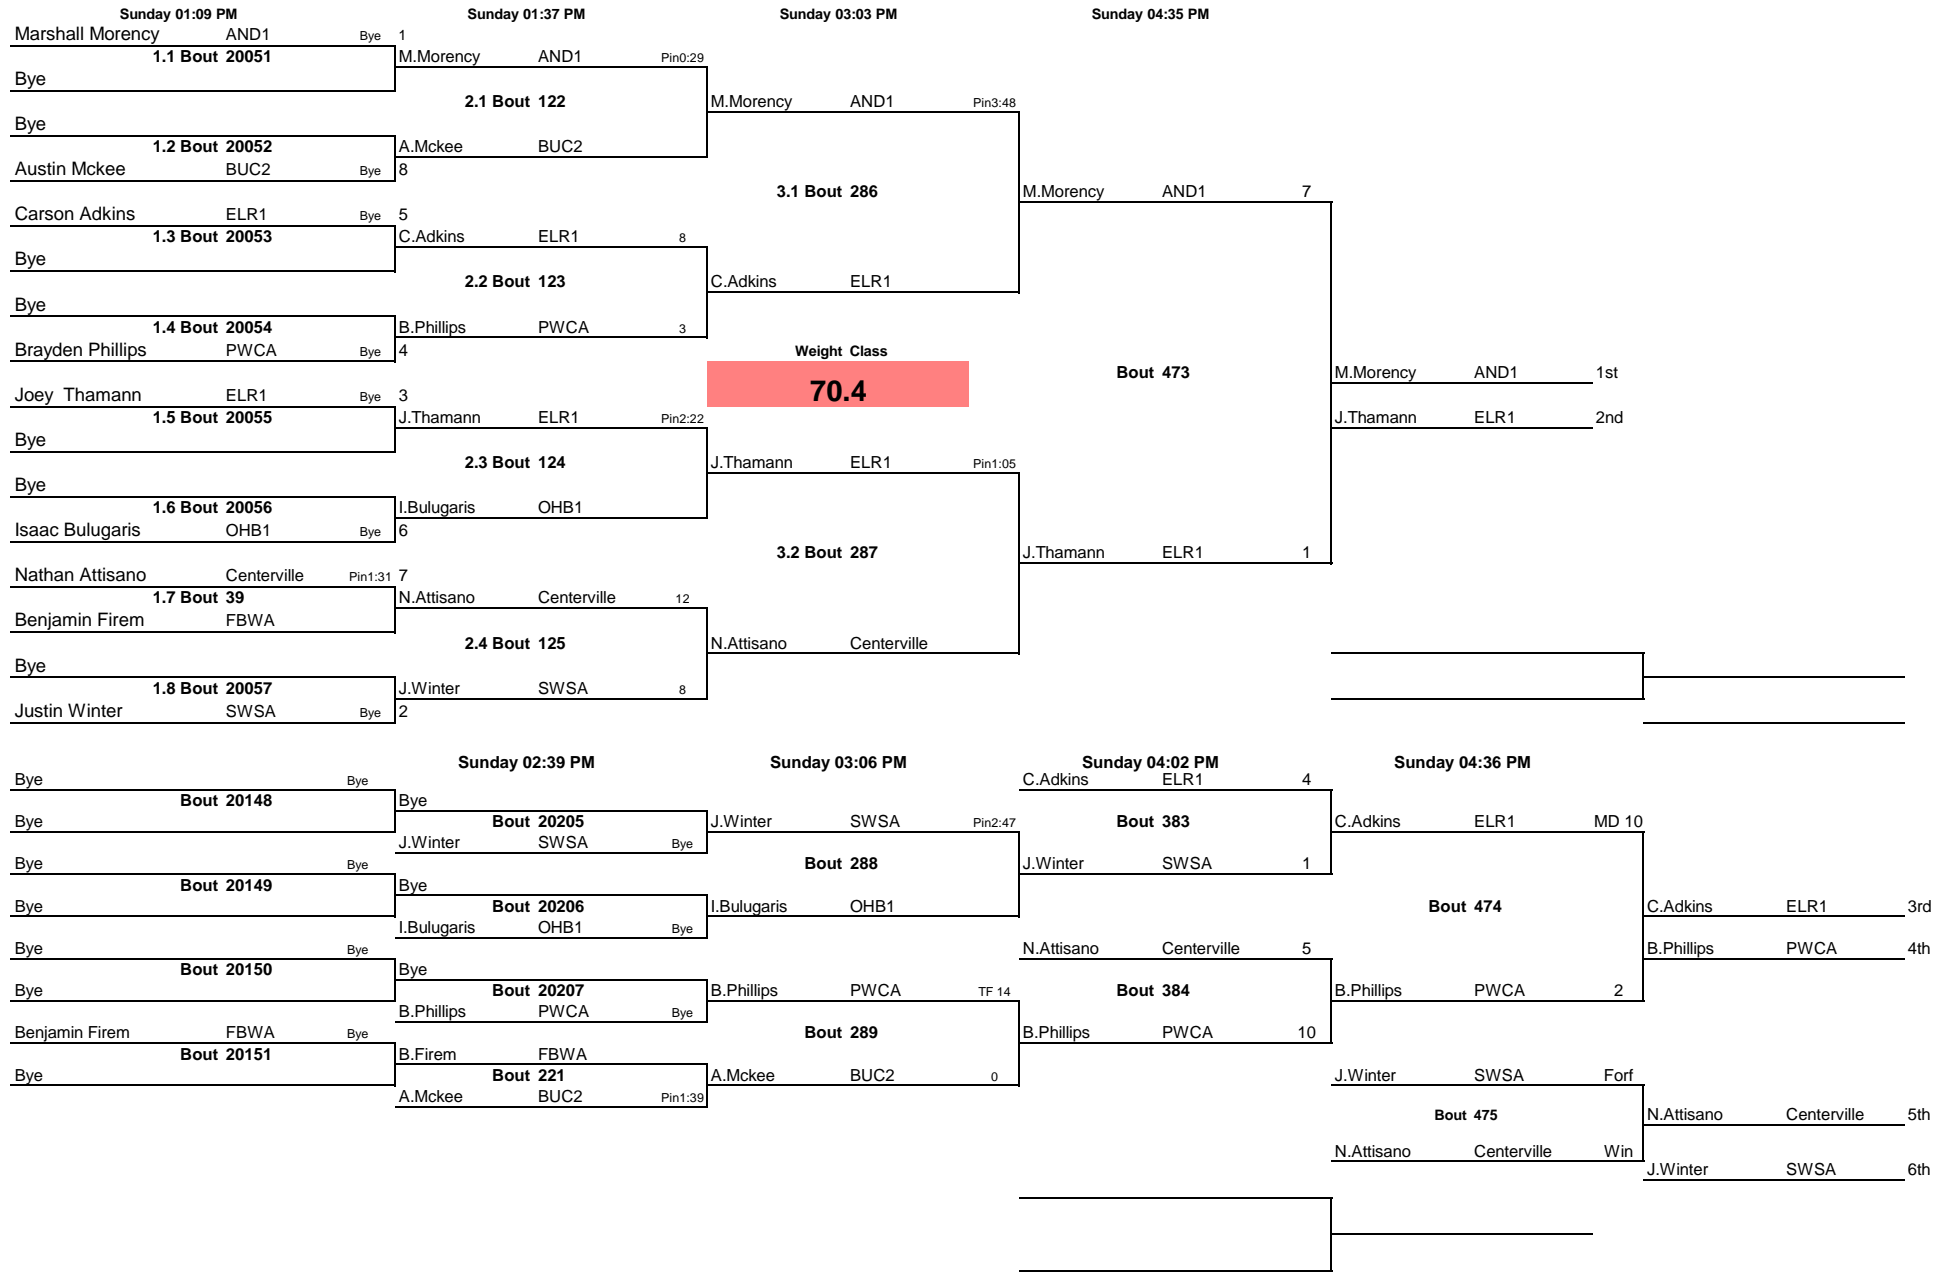 Sunday 01:09 PM Sunday 01:37 PM Sunday 03:03 PM Sunday 04:35 PM
Marshall Morency AND1 Bye 1
1.1 Bout 20051 M.Morency AND1 Pin0:29
Bye
2.1 Bout 122 M.Morency AND1 Pin3:48
Bye
1.2 Bout 20052 A.Mckee BUC2
Austin Mckee BUC2 Bye 8
3.1 Bout 286 M.Morency AND1 7
Carson Adkins ELR1 Bye 5
1.3 Bout 20053 C.Adkins ELR1 8
Bye
2.2 Bout 123 C.Adkins ELR1
Bye
1.4 Bout 20054 B.Phillips PWCA 3
Brayden Phillips PWCA Bye 4 Weight Class
Bout 473 M.Morency AND1 1st
70.4
Joey Thamann ELR1 Bye 3
1.5 Bout 20055 J.Thamann ELR1 Pin2:22 J.Thamann ELR1 2nd
Bye
2.3 Bout 124 J.Thamann ELR1 Pin1:05
Bye
1.6 Bout 20056 I.Bulugaris OHB1
Isaac Bulugaris OHB1 Bye 6
3.2 Bout 287 J.Thamann ELR1 1
Nathan Attisano Centerville Pin1:31 7
1.7 Bout 39 N.Attisano Centerville 12
Benjamin Firem FBWA
2.4 Bout 125 N.Attisano Centerville
Bye
1.8 Bout 20057 J.Winter SWSA 8
Justin Winter SWSA Bye 2
Sunday 02:39 PM Sunday 03:06 PM Sunday 04:02 PM Sunday 04:36 PM
Bye Bye C.Adkins ELR1 4
Bout 20148 Bye
Bye Bout 20205 J.Winter SWSA Pin2:47 Bout 383 C.Adkins ELR1 MD 10
J.Winter SWSA Bye
Bye Bye Bout 288 J.Winter SWSA 1
Bout 20149 Bye
Bye Bout 20206 I.Bulugaris OHB1 Bout 474 C.Adkins ELR1 3rd
I.Bulugaris OHB1 Bye
Bye Bye N.Attisano Centerville 5 B.Phillips PWCA 4th
Bout 20150 Bye
Bye Bout 20207 B.Phillips PWCA TF 14 Bout 384 B.Phillips PWCA 2
B.Phillips PWCA Bye
Benjamin Firem FBWA Bye Bout 289 B.Phillips PWCA 10
Bout 20151 B.Firem FBWA
Bye Bout 221 A.Mckee BUC2 0 J.Winter SWSA Forf
A.Mckee BUC2 Pin1:39
Bout 475 N.Attisano Centerville 5th
N.Attisano Centerville Win
J.Winter SWSA 6th